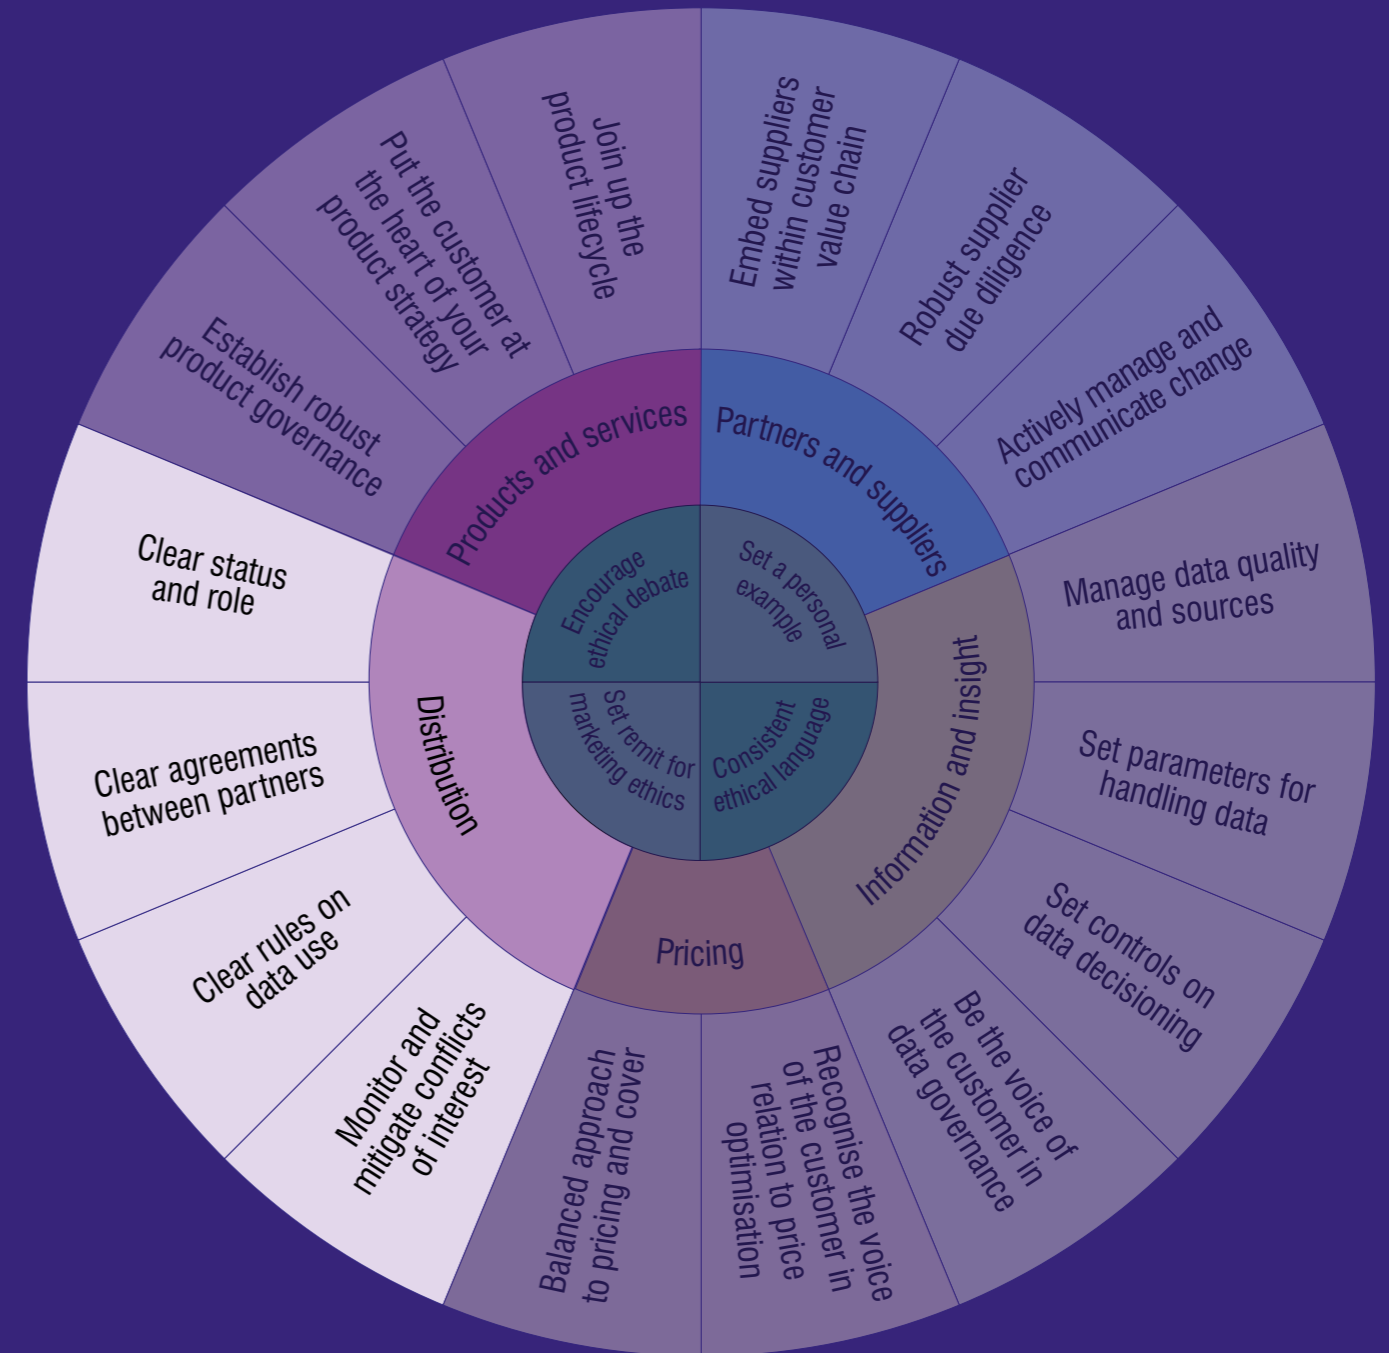 Join up the
product lifecycle
Embed suppliers
within customer
value chain
Robust supplier
due diligence
Actively manage and
communicate change
Manage data quality
and sources
Set parameters for
handling data
Set controls on
data decisioning
Be the voice of
the customer in
data governance
Recognise the voice
of the customer in
relation to price
optimisation
Balanced approach
to pricing and cover
Monitor and
mitigate conflicts
of interest
Clear rules on
data use
Clear agreements
between partners
Clear status
and role
Establish robust
product governance
Put the customer at
the heart of your
product strategy
Products and services
Partners and suppliers
Information and insight
Pricing
Distribution
Encourage
ethical debate
Set a personal
example
Consistent
ethical language
Set remit for
marketing ethics